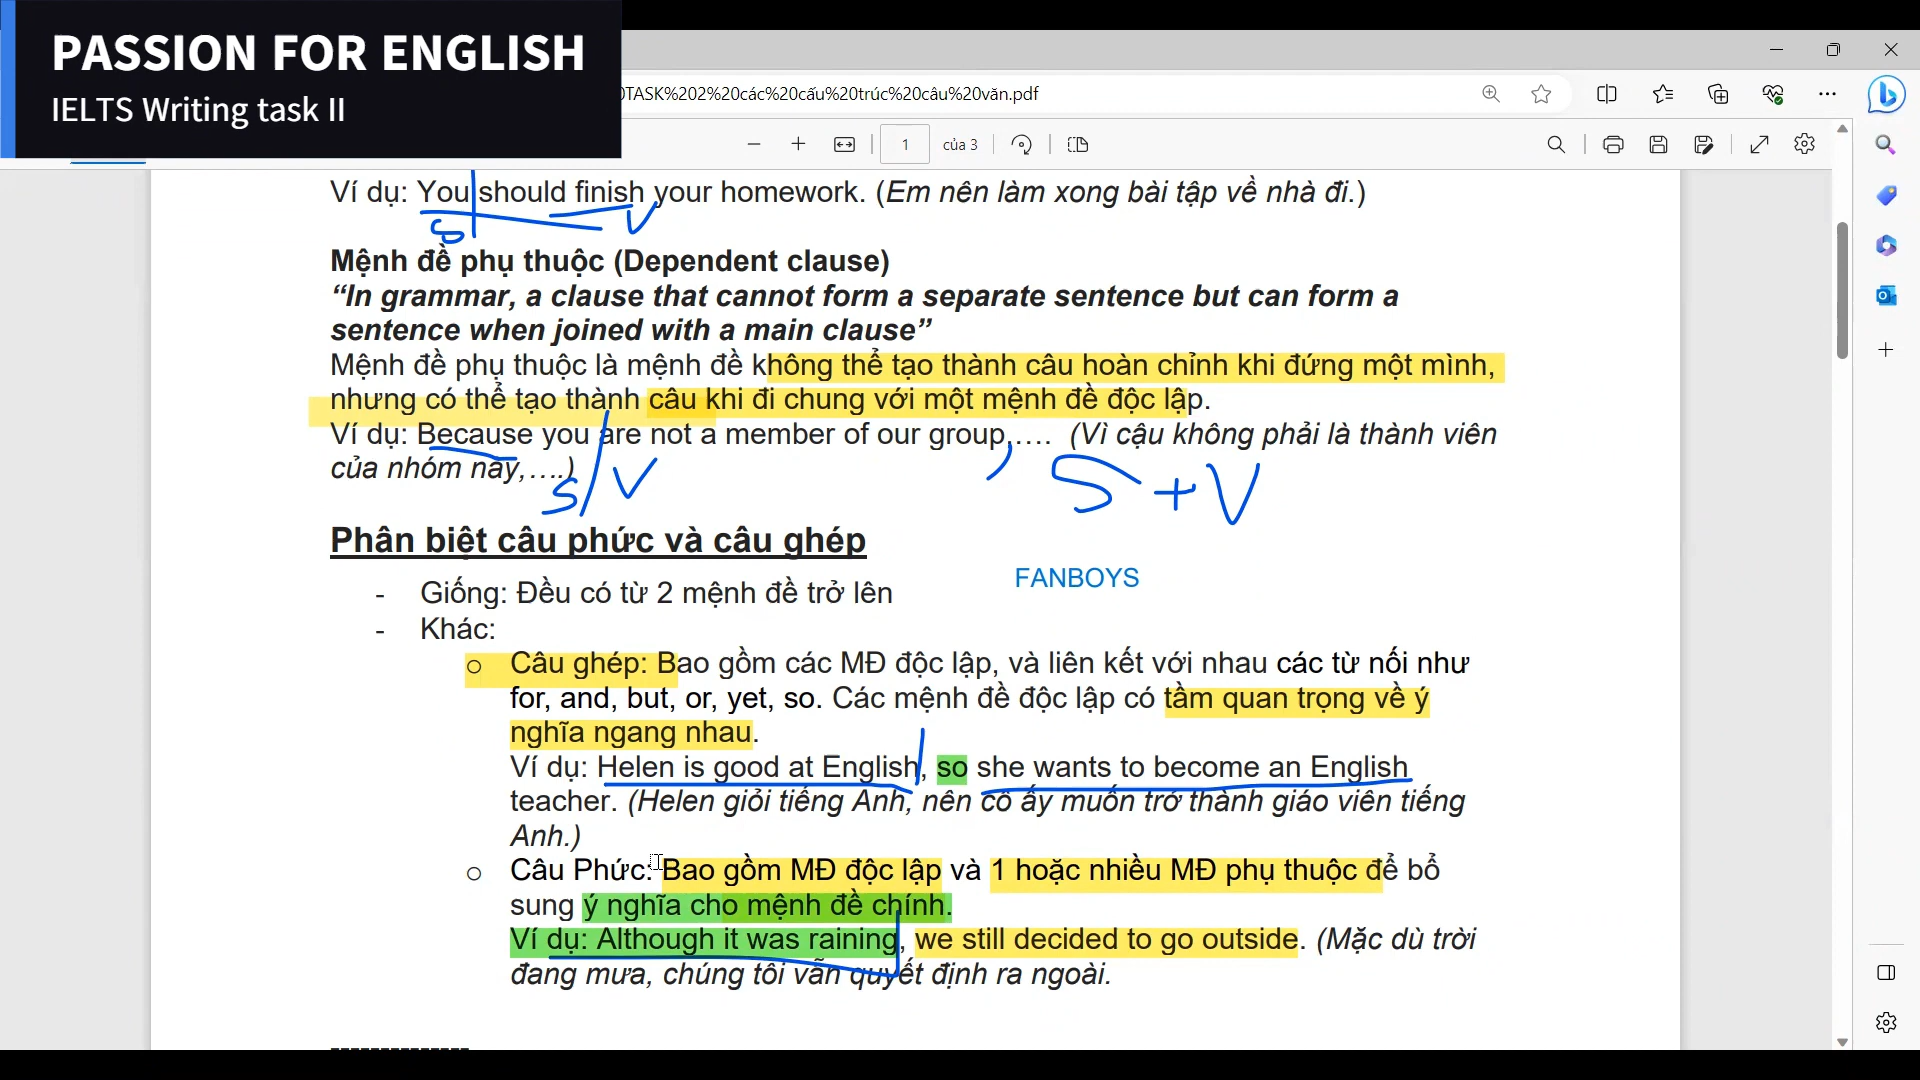 PASSION FOR ENGLISH
IELTS Writing task II
TASK%202%20các%20cấu%20trúc%20câu%20văn.pdf
1 của 3
Ví dụ: You should finish your homework. (Em nên làm xong bài tập về nhà đi.)
S V
Mệnh đề phụ thuộc (Dependent clause)
“In grammar, a clause that cannot form a separate sentence but can form a
sentence when joined with a main clause”
Mệnh đề phụ thuộc là mệnh đề không thể tạo thành câu hoàn chỉnh khi đứng một mình,
nhưng có thể tạo thành câu khi đi chung với một mệnh đề độc lập.
Ví dụ: Because you are not a member of our group,…. (Vì cậu không phải là thành viên
của nhóm này,….)
S / V , S + V
Phân biệt câu phức và câu ghép
FANBOYS
- Giống: Đều có từ 2 mệnh đề trở lên
- Khác:
o Câu ghép: Bao gồm các MĐ độc lập, và liên kết với nhau các từ nối như
for, and, but, or, yet, so. Các mệnh đề độc lập có tầm quan trọng về ý
nghĩa ngang nhau.
Ví dụ: Helen is good at English, so she wants to become an English
teacher. (Helen giỏi tiếng Anh, nên cô ấy muốn trở thành giáo viên tiếng
Anh.)
o Câu Phức: Bao gồm MĐ độc lập và 1 hoặc nhiều MĐ phụ thuộc để bổ
sung ý nghĩa cho mệnh đề chính.
Ví dụ: Although it was raining, we still decided to go outside. (Mặc dù trời
đang mưa, chúng tôi vẫn quyết định ra ngoài.